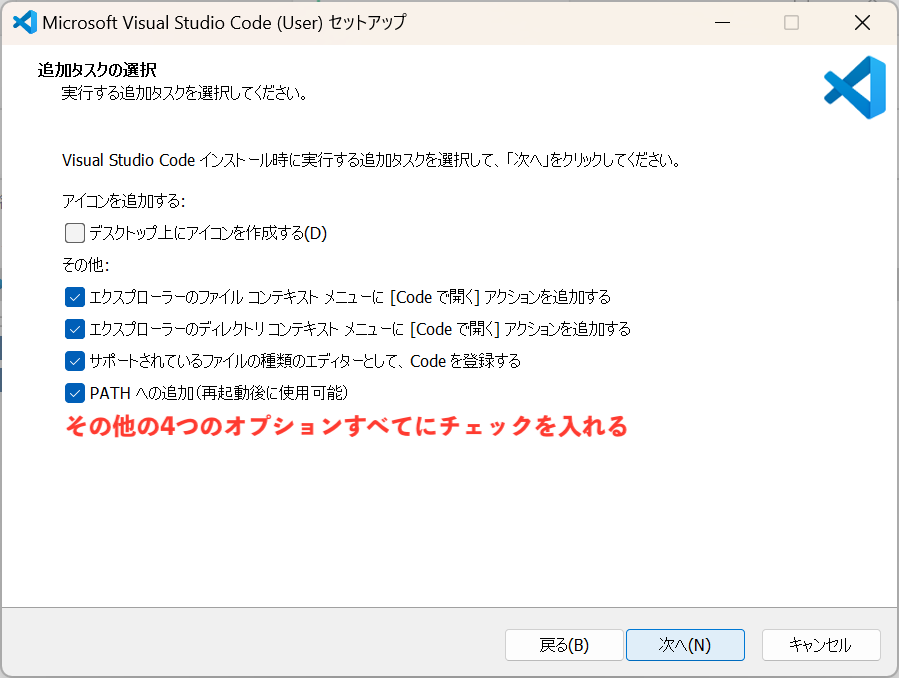 Microsoft Visual Studio Code (User) セットアップ
追加タスクの選択
実行する追加タスクを選択してください。
Visual Studio Code インストール時に実行する追加タスクを選択して、「次へ」をクリックしてください。
アイコンを追加する:
デスクトップ上にアイコンを作成する(D)
その他:
エクスプローラーのファイル コンテキスト メニューに [Code で開く] アクションを追加する
エクスプローラーのディレクトリ コンテキスト メニューに [Code で開く] アクションを追加する
サポートされているファイルの種類のエディターとして、Code を登録する
PATH への追加（再起動後に使用可能）
その他の4つのオプションすべてにチェックを入れる
戻る(B)
次へ(N)
キャンセル